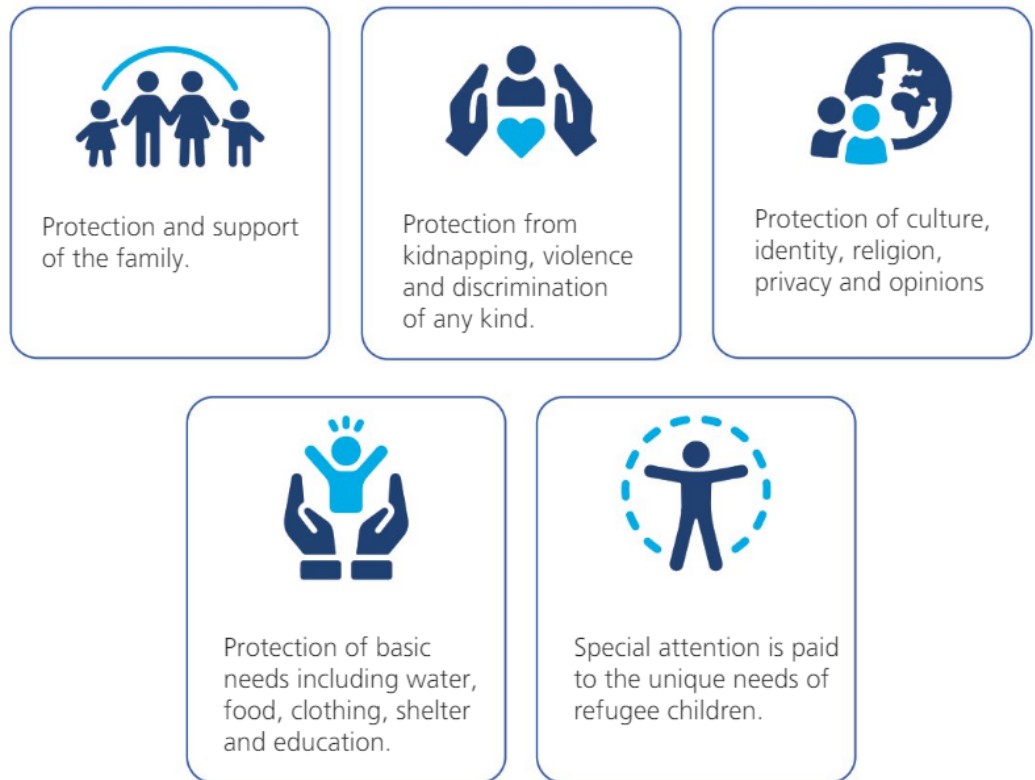 Protection and support
of the family.
Protection from
kidnapping, violence
and discrimination
of any kind.
Protection of culture,
identity, religion,
privacy and opinions
Protection of basic
needs including water,
food, clothing, shelter
and education.
Special attention is paid
to the unique needs of
refugee children.